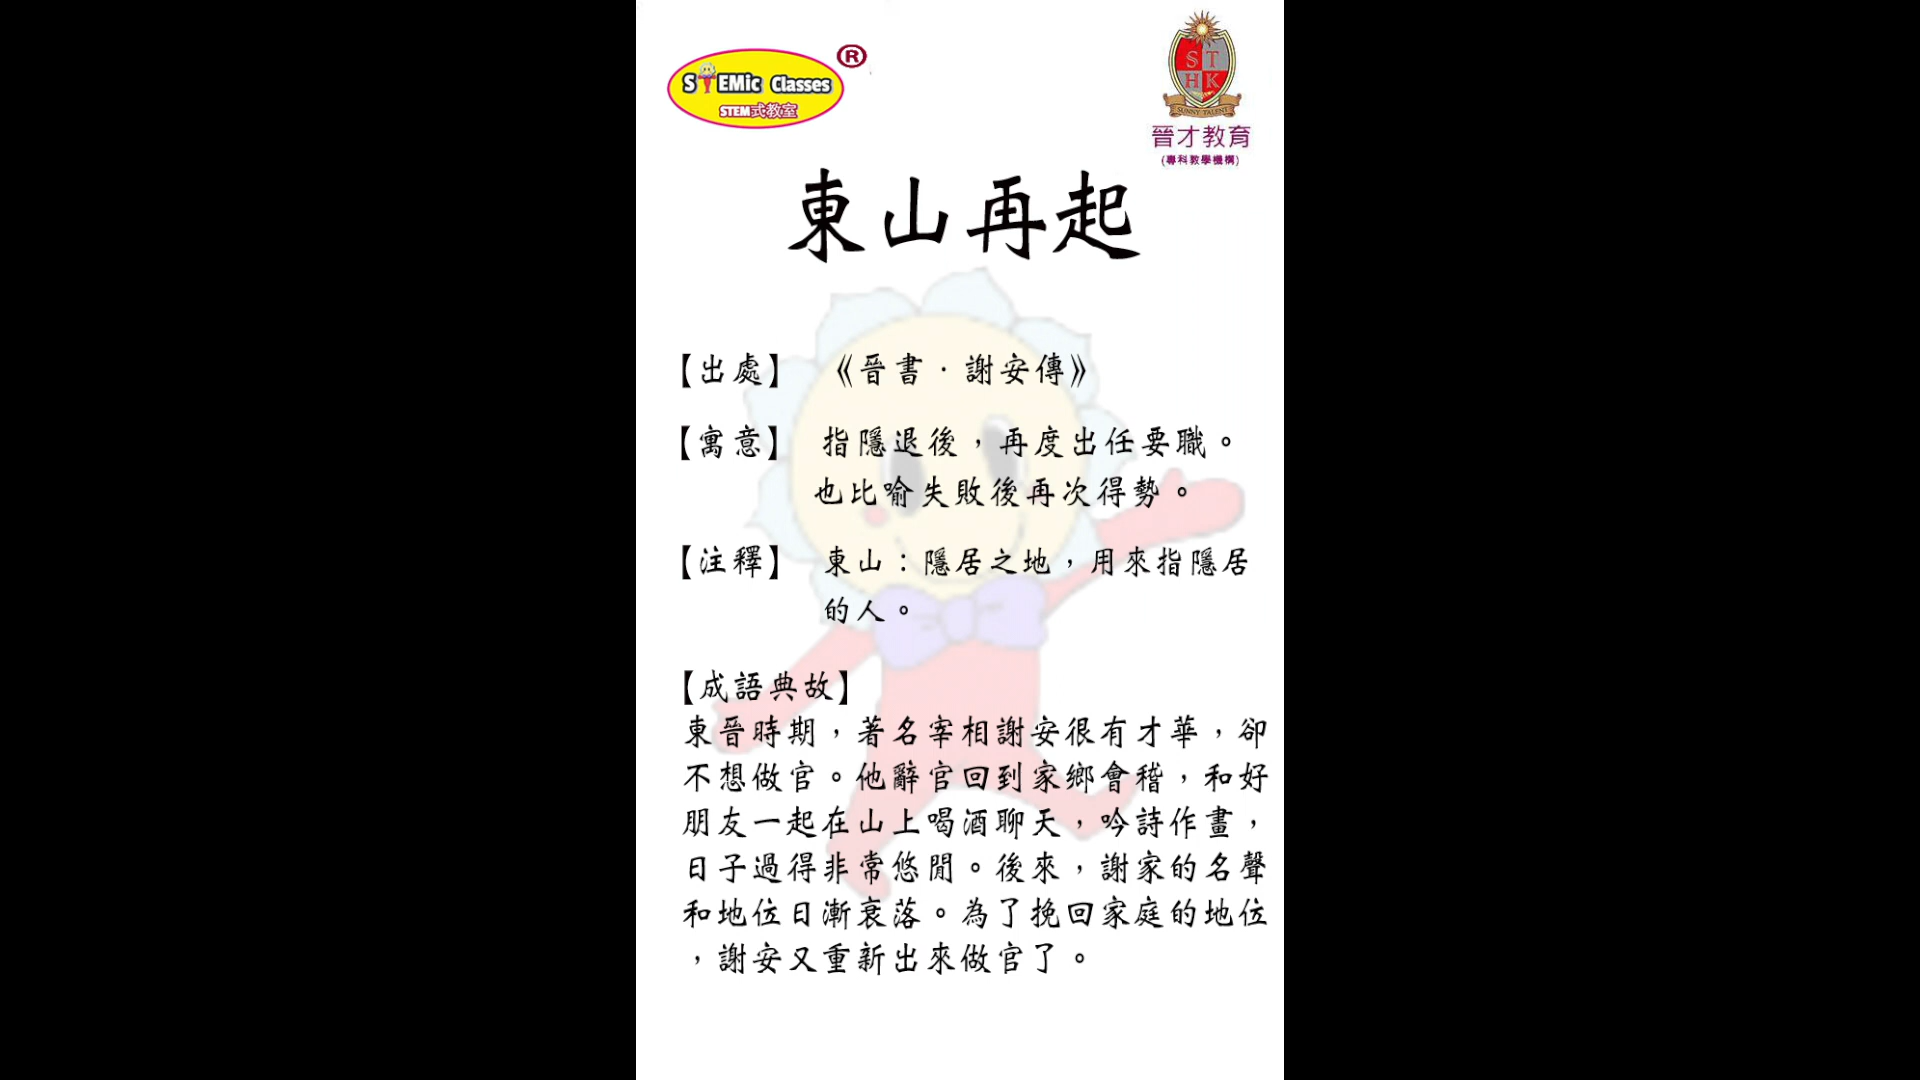 STEMic Classes
STEM式教室
®
ST
HK
SUNNY TALENT
晉才教育
(專科教學機構)
東山再起
【出處】 《晉書·謝安傳》
【寓意】 指隱退後，再度出任要職。
也比喻失敗後再次得勢。
【注釋】 東山：隱居之地，用來指隱居
的人。
【成語典故】
東晉時期，著名宰相謝安很有才華，卻
不想做官。他辭官回到家鄉會稽，和好
朋友一起在山上喝酒聊天，吟詩作畫，
日子過得非常悠閒。後來，謝家的名聲
和地位日漸衰落。為了挽回家庭的地位
，謝安又重新出來做官了。